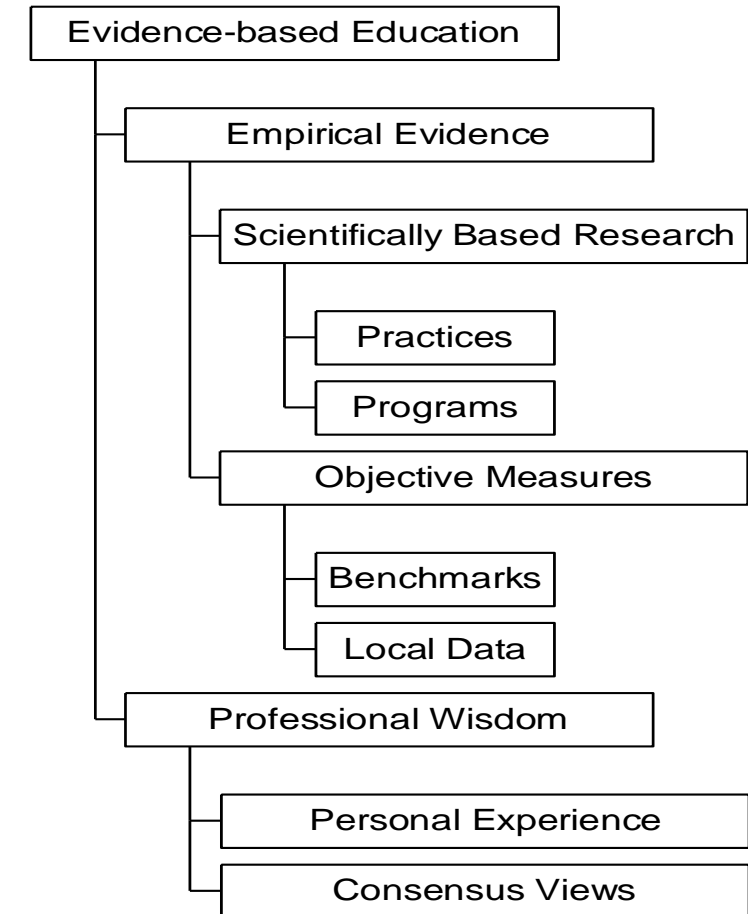 Evidence-based Education
Empirical Evidence
Scientifically Based Research
Practices
Programs
Objective Measures
Benchmarks
Local Data
Professional Wisdom
Personal Experience
Consensus Views